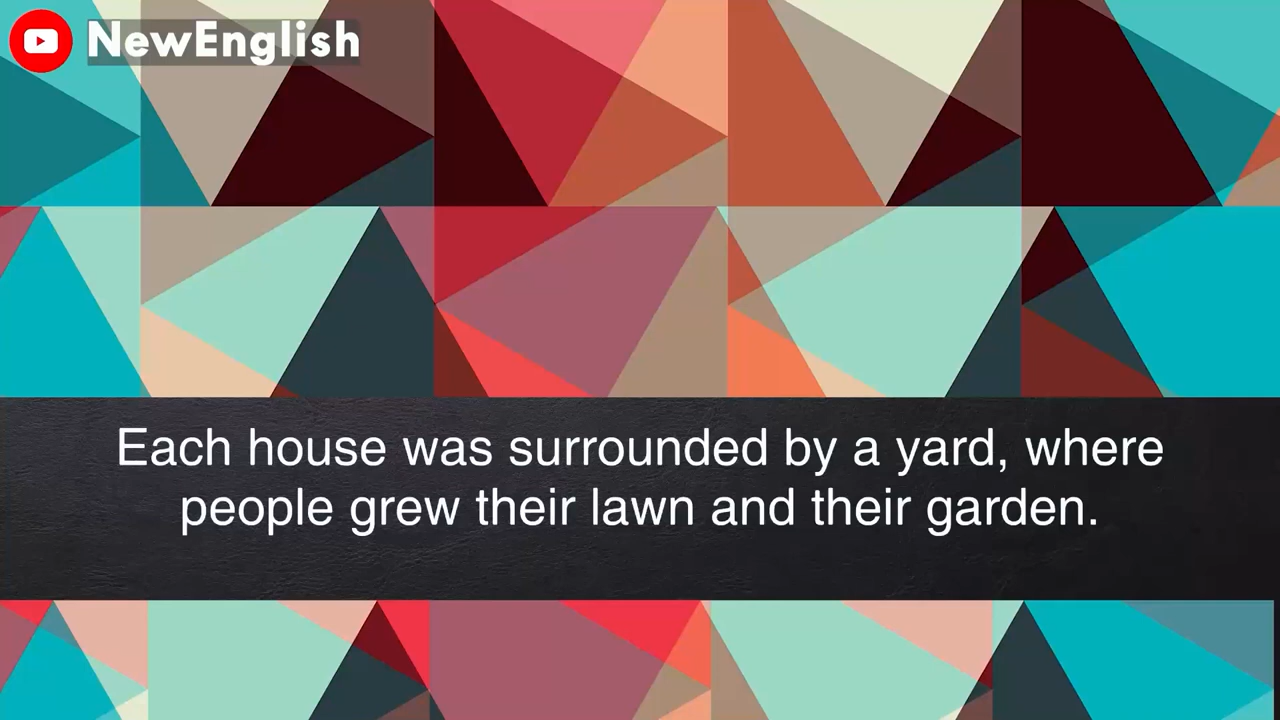 NewEnglish
Each house was surrounded by a yard, where
people grew their lawn and their garden.